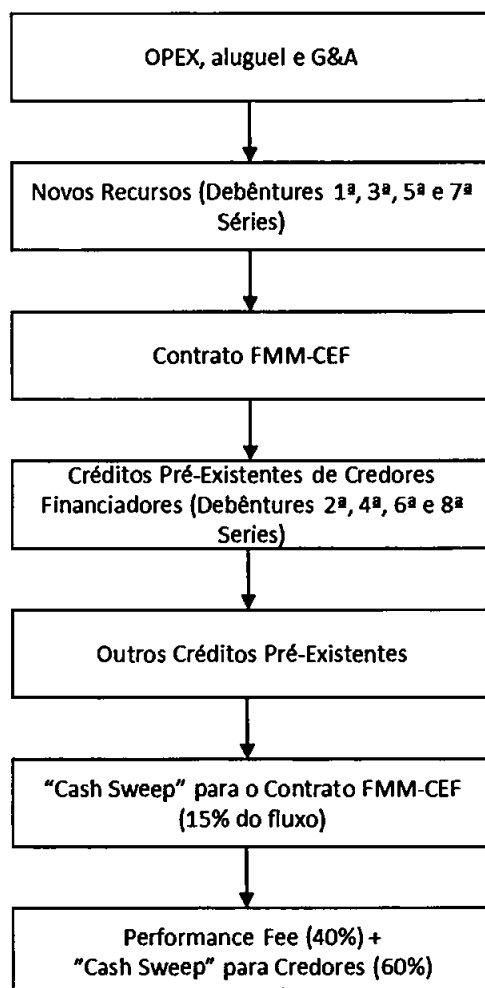 OPEX, aluguel e G&A
Novos Recursos (Debêntures 1ª, 3ª, 5ª e 7ª
Séries)
Contrato FMM-CEF
Créditos Pré-Existentes de Credores
Financiadores (Debêntures 2ª, 4ª, 6ª e 8ª
Series)
Outros Créditos Pré-Existentes
"Cash Sweep" para o Contrato FMM-CEF
(15% do fluxo)
Performance Fee (40%) +
"Cash Sweep" para Credores (60%)